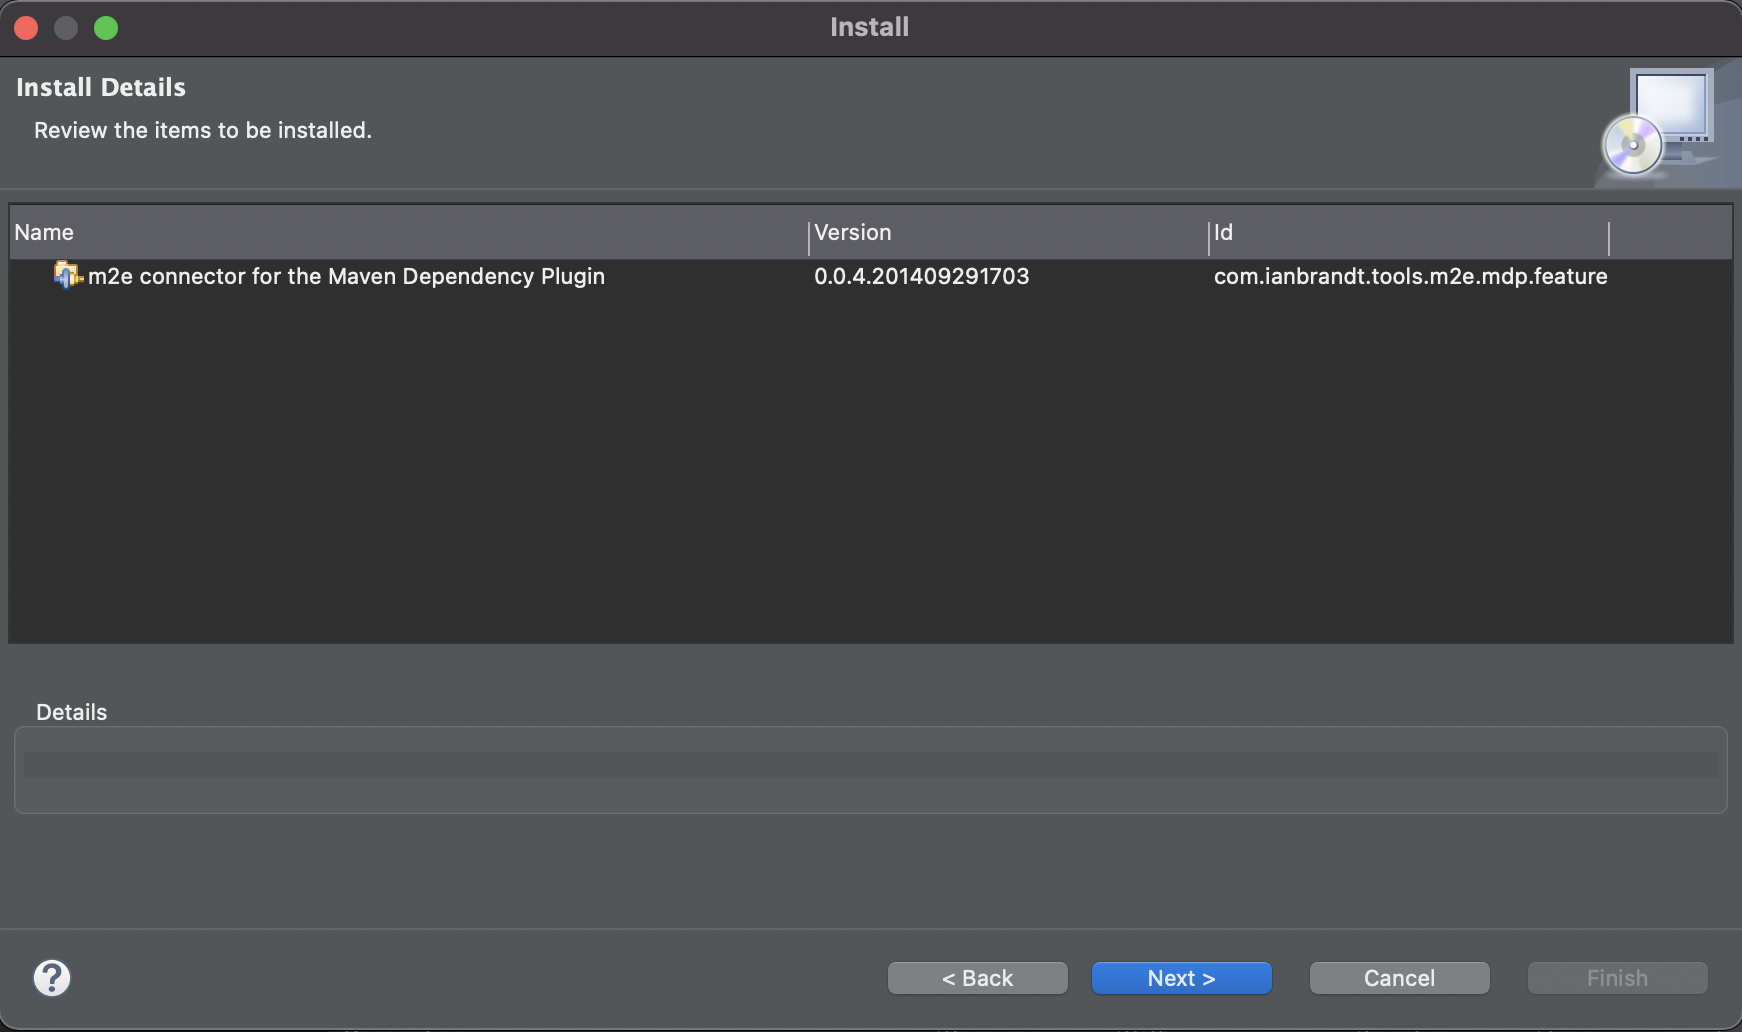 Install
Install Details
Review the items to be installed.
Name Version Id
m2e connector for the Maven Dependency Plugin 0.0.4.201409291703 com.ianbrandt.tools.m2e.mdp.feature
Details
?
< Back Next > Cancel Finish